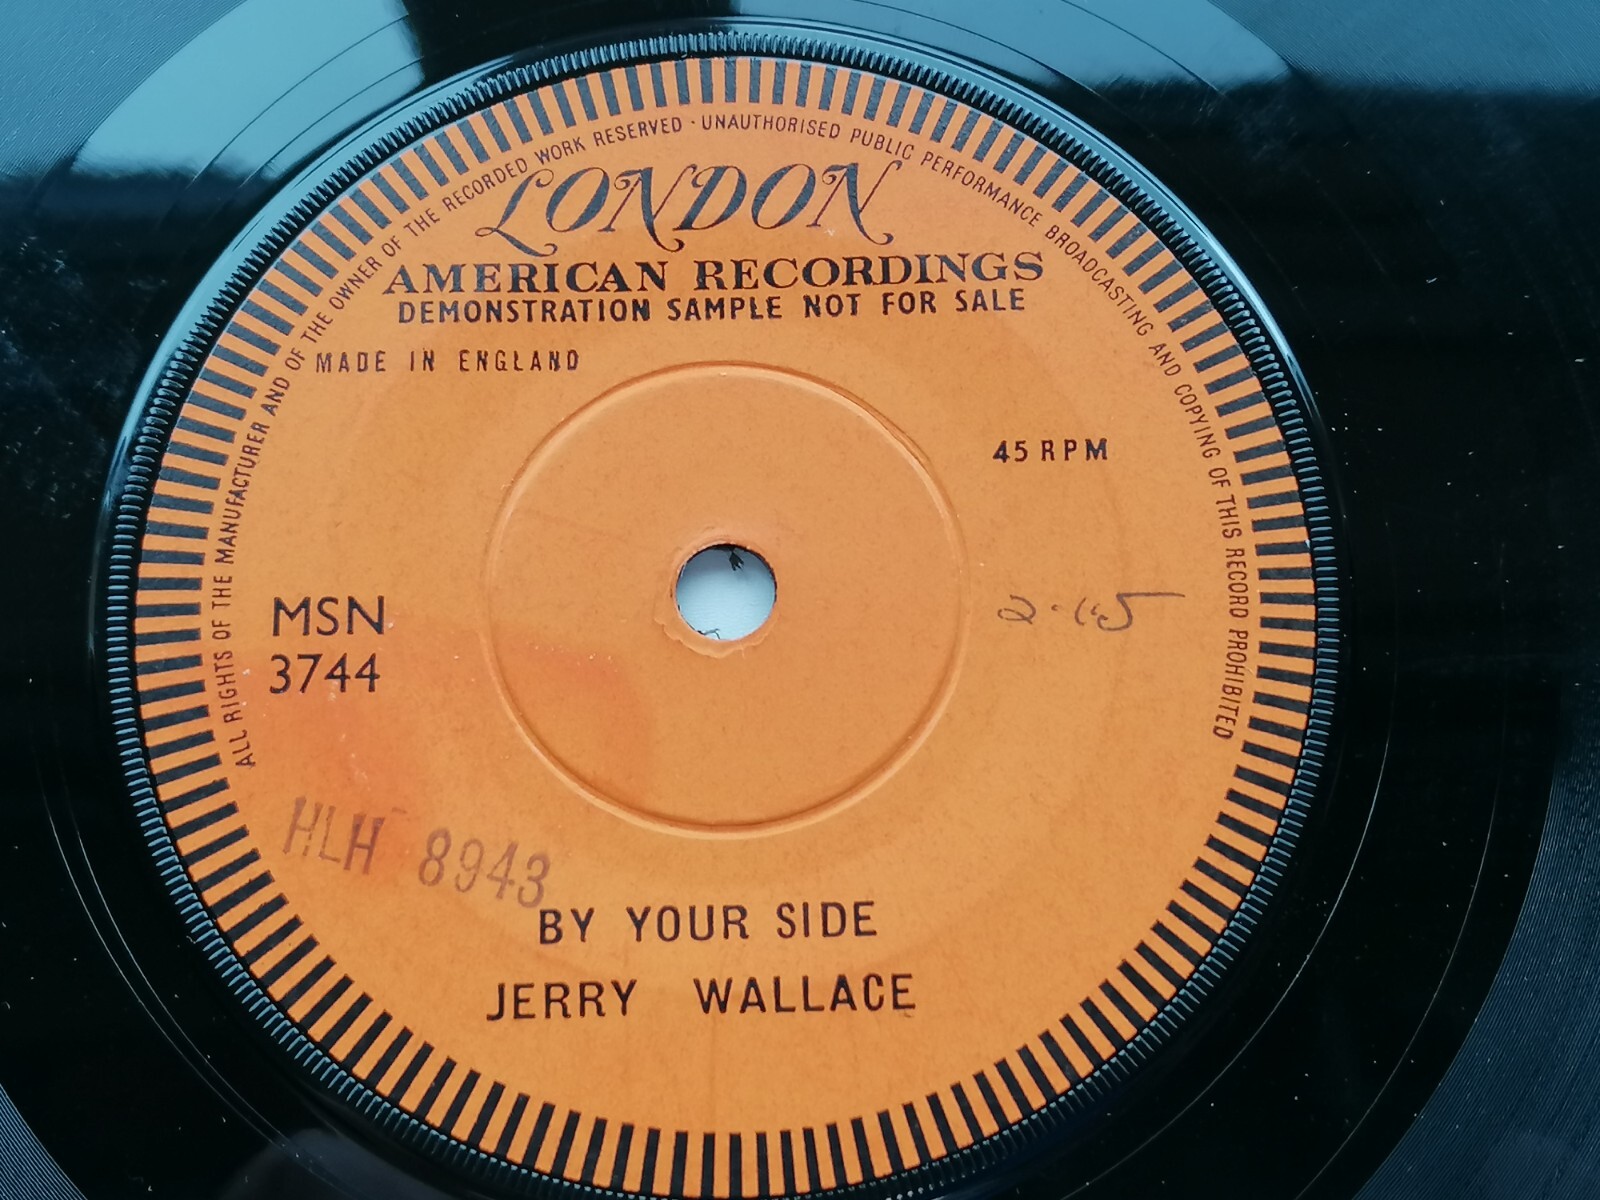 ALL RIGHTS OF THE MANUFACTURER AND OF THE OWNER OF THE RECORDED WORK RESERVED · UNAUTHORISED PUBLIC PERFORMANCE BROADCASTING AND COPYING OF THIS RECORD PROHIBITED
LONDON
AMERICAN RECORDINGS
DEMONSTRATION SAMPLE NOT FOR SALE
MADE IN ENGLAND
45 RPM
MSN
3744
HLH 8943
BY YOUR SIDE
JERRY WALLACE